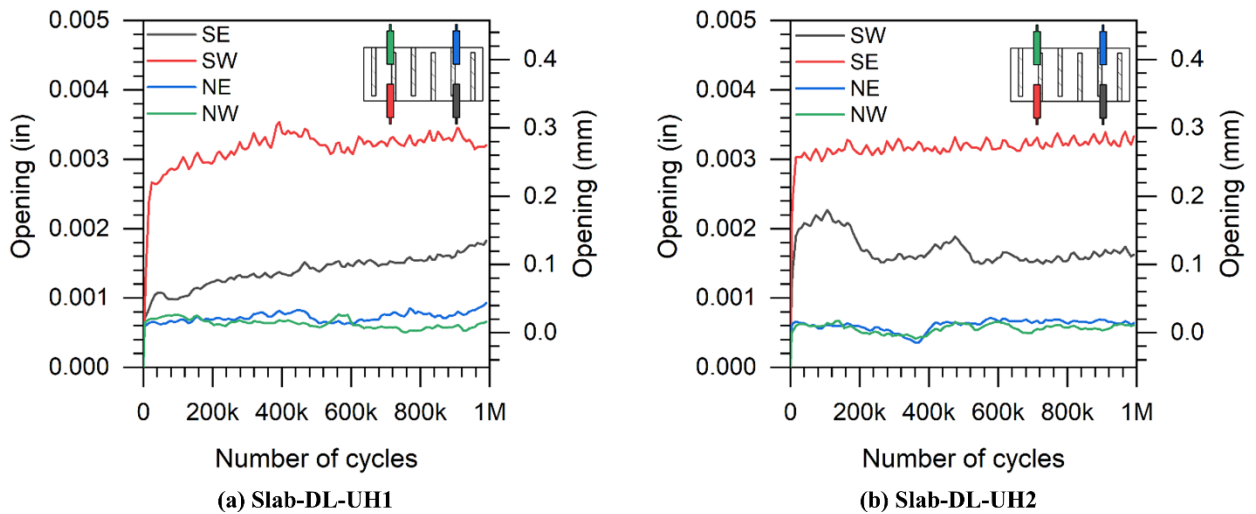 0.005
0.004
0.003
0.002
0.001
0.000
Opening (in)
SE
SW
NE
NW
0.4
0.3
0.2
0.1
0.0
Opening (mm)
0 200k 400k 600k 800k 1M
Number of cycles
(a) Slab-DL-UH1
0.005
0.004
0.003
0.002
0.001
0.000
Opening (in)
SW
SE
NE
NW
0.4
0.3
0.2
0.1
0.0
Opening (mm)
0 200k 400k 600k 800k 1M
Number of cycles
(b) Slab-DL-UH2